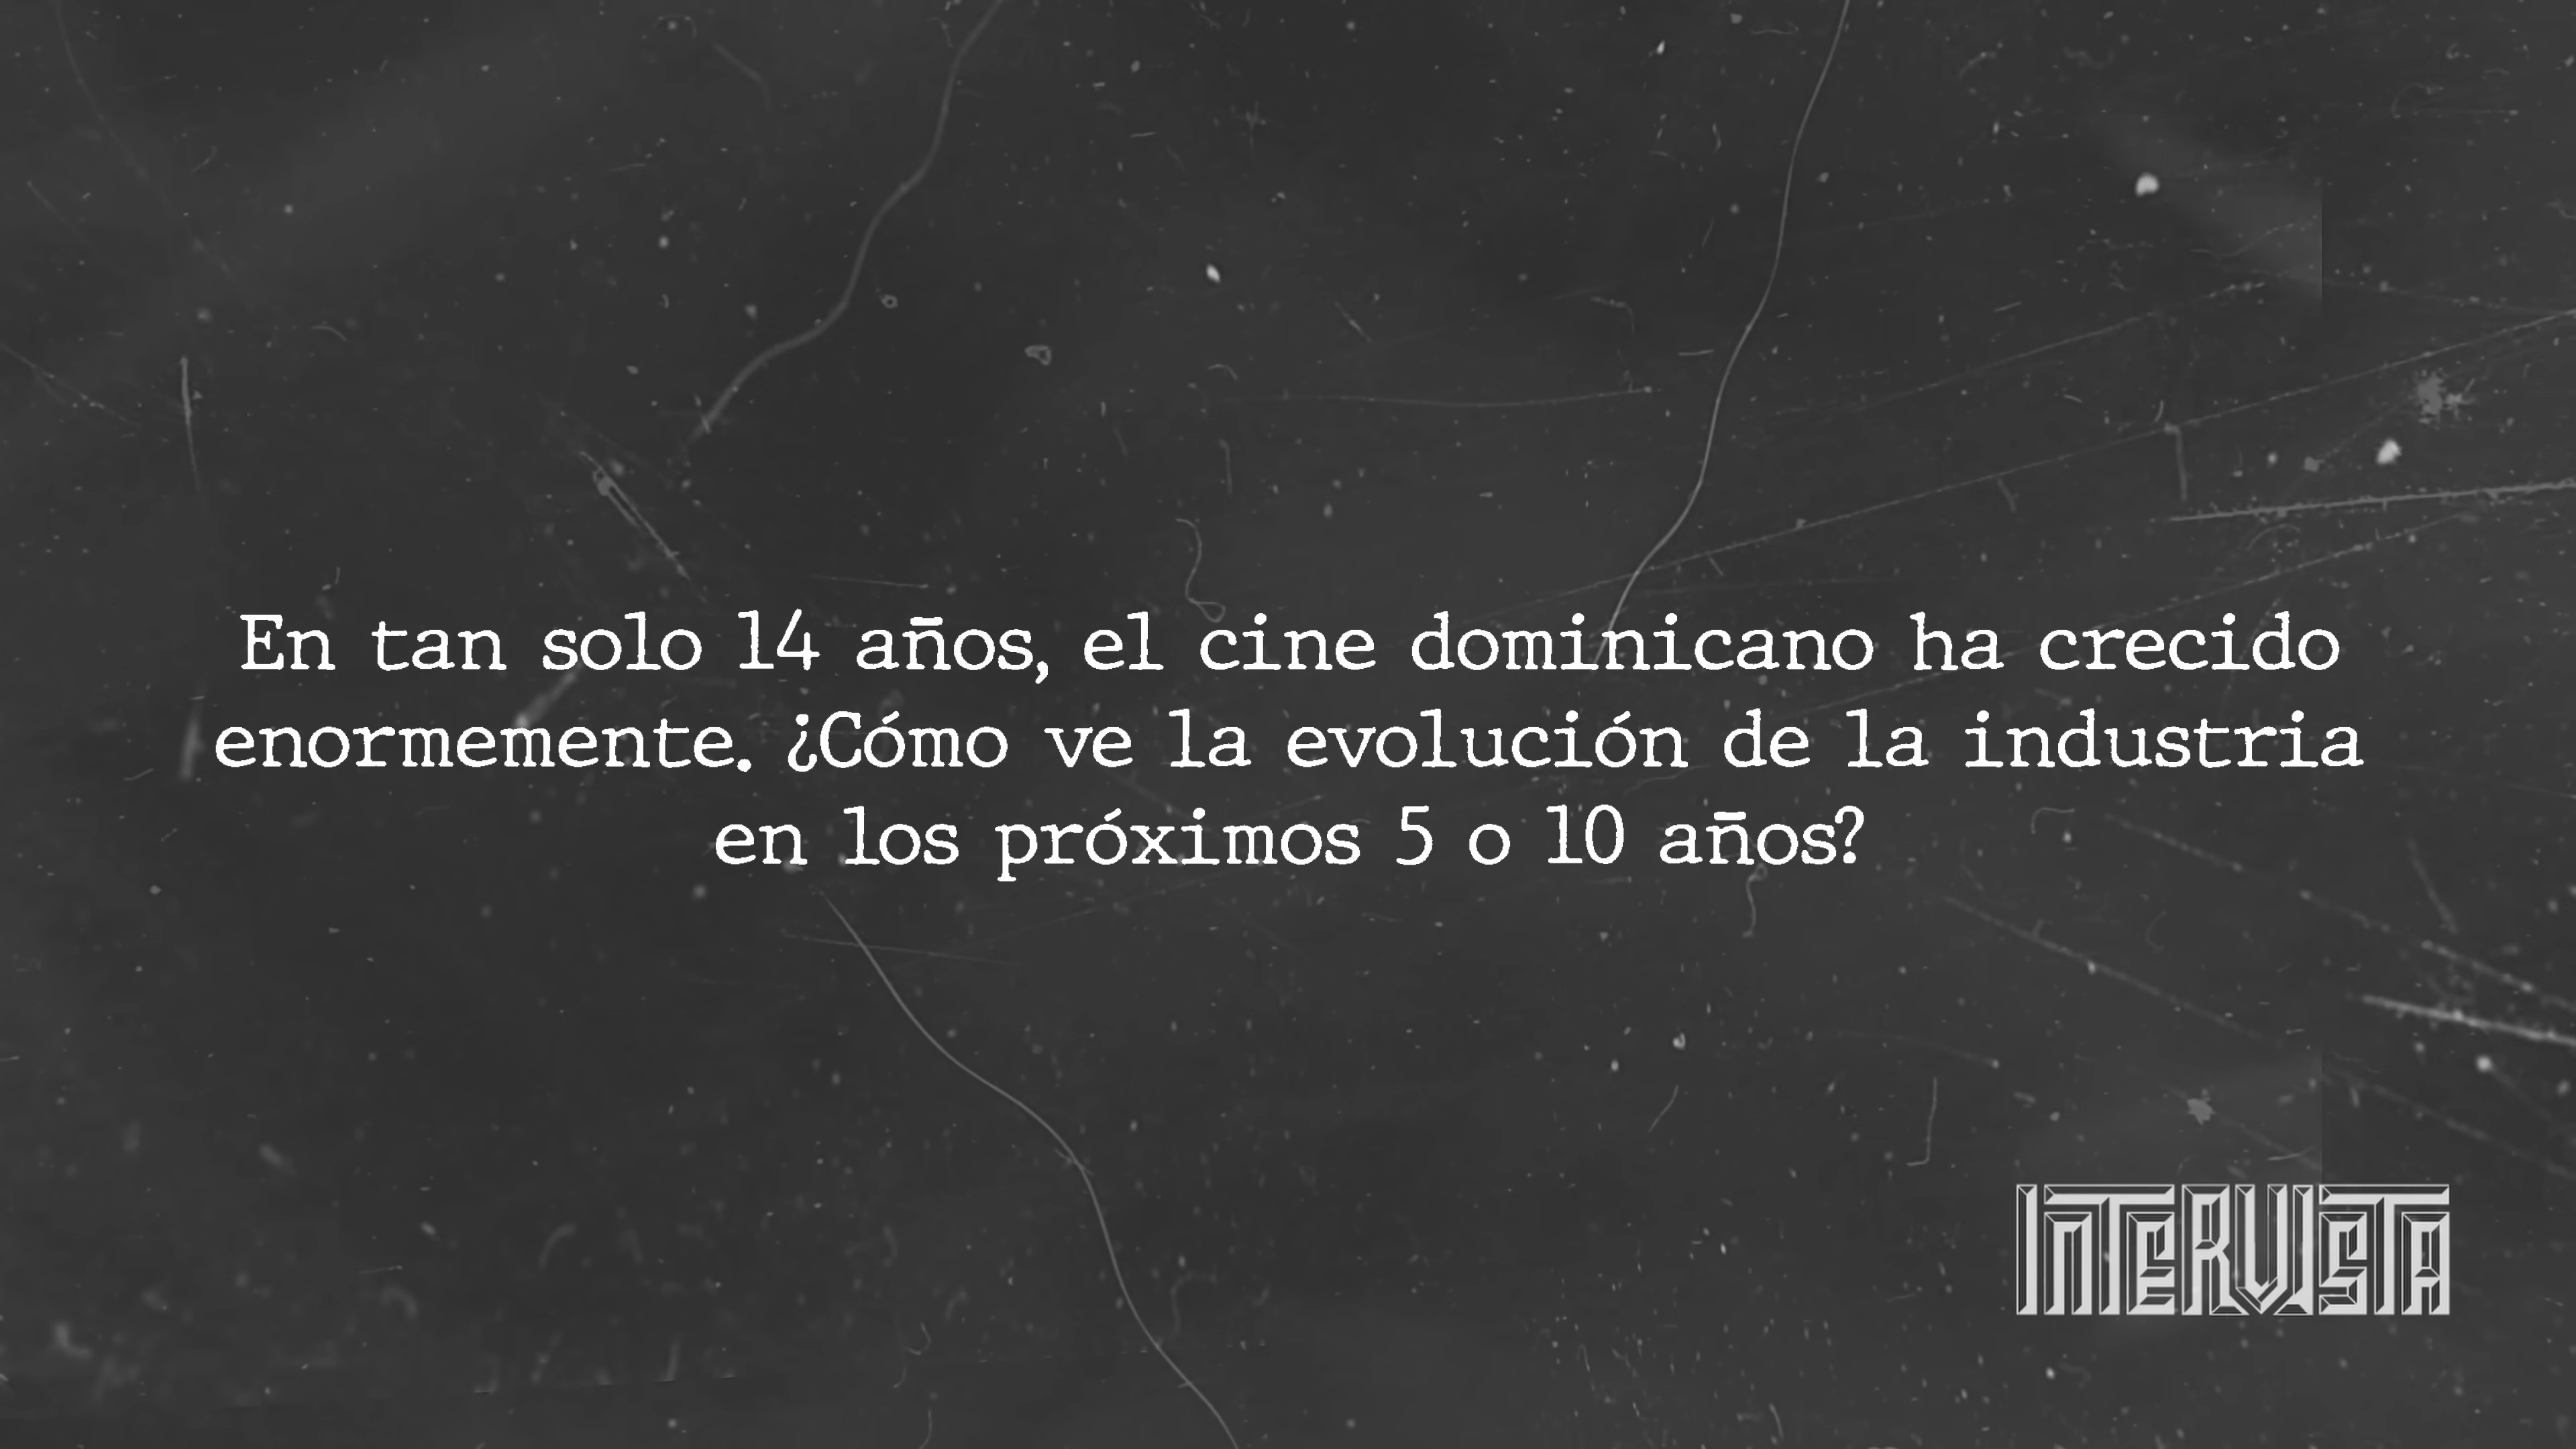 En tan solo 14 años, el cine dominicano ha crecido
enormemente. ¿Cómo ve la evolución de la industria
en los próximos 5 o 10 años?
INTERVISTA